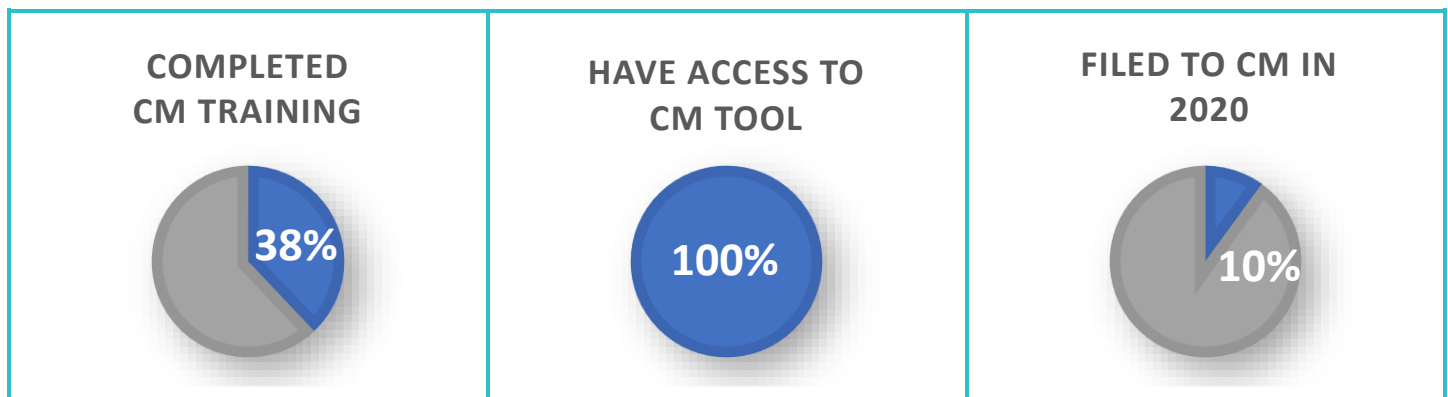 COMPLETED
CM TRAINING
38%
HAVE ACCESS TO
CM TOOL
100%
FILED TO CM IN
2020
10%